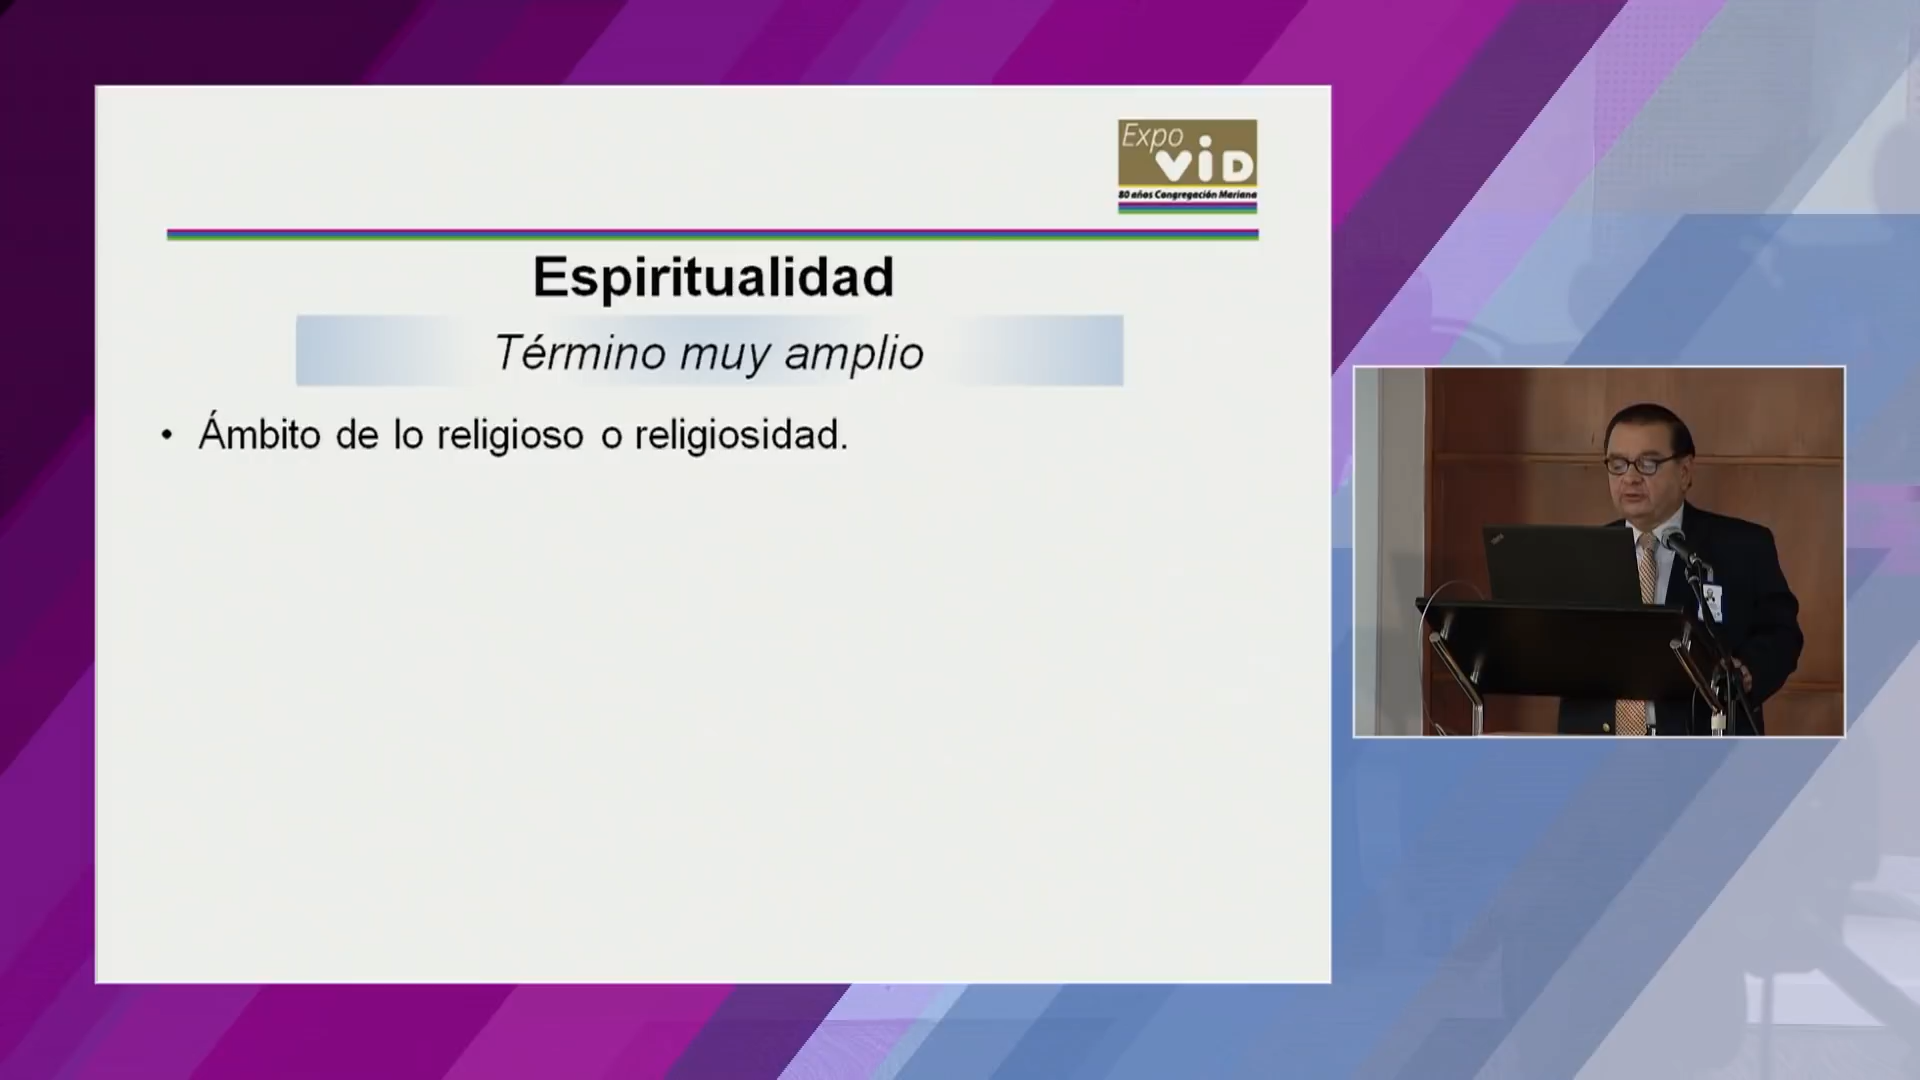 Expo
ViD
80 años Congregación Mariana
Espiritualidad
Término muy amplio
• Ámbito de lo religioso o religiosidad.